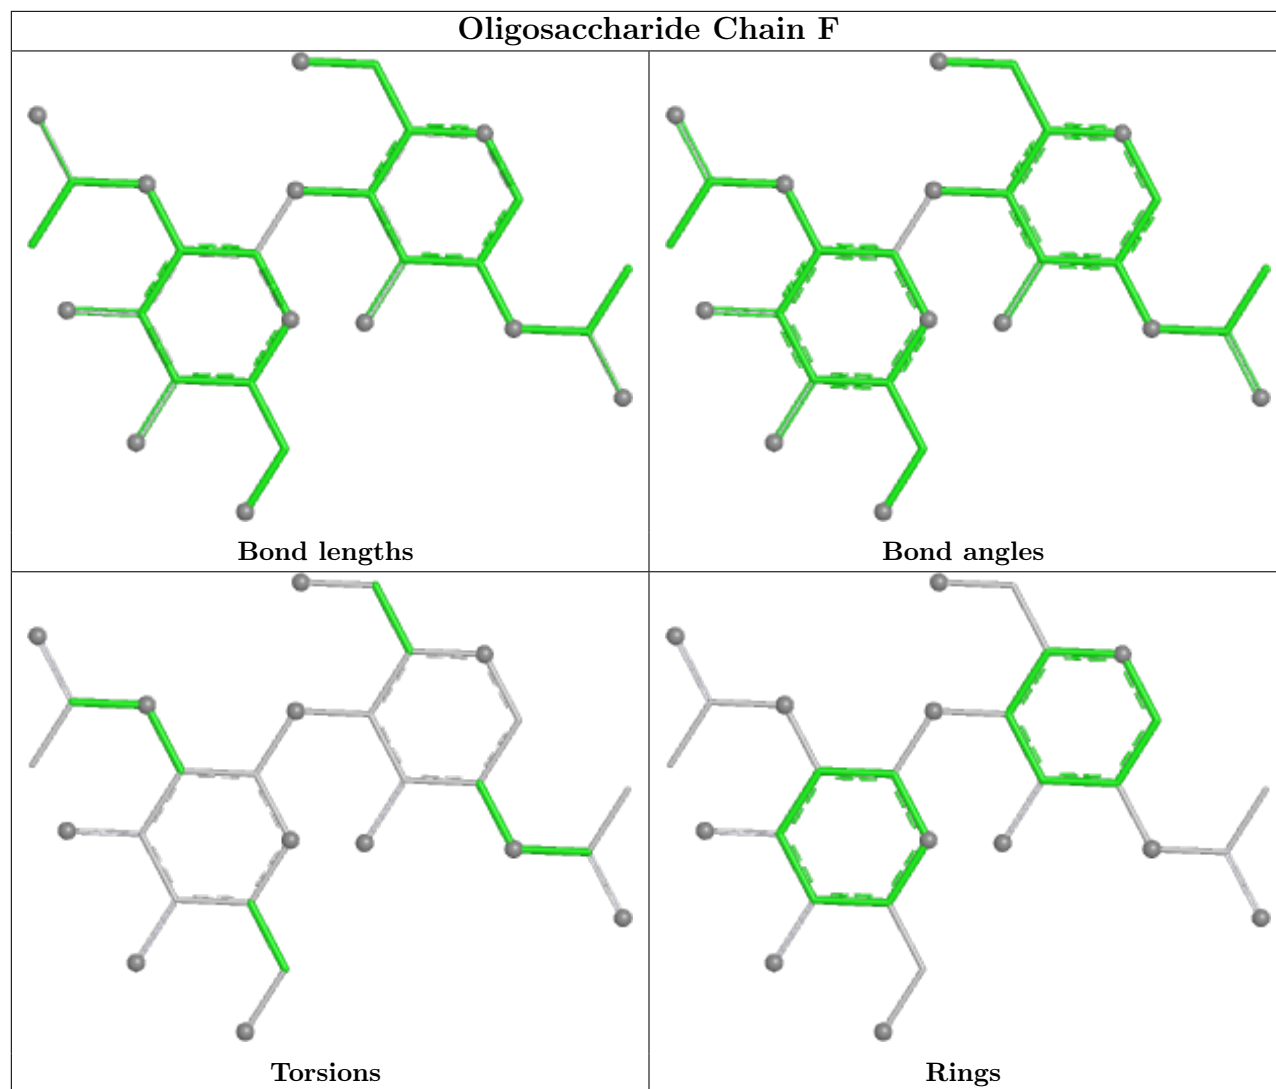 Oligosaccharide Chain F
Bond lengths
Bond angles
Torsions
Rings